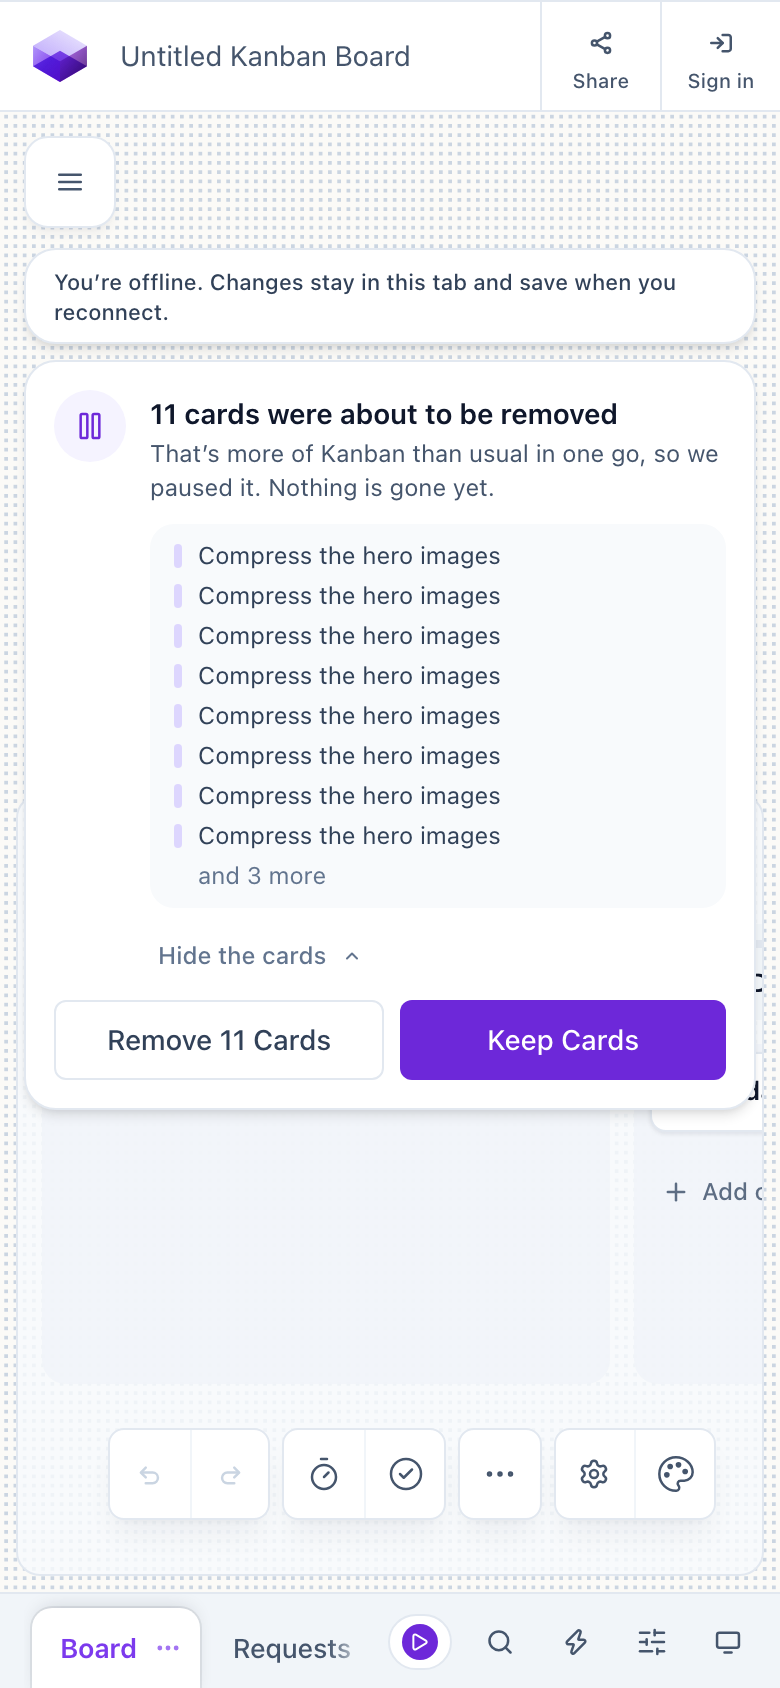 Untitled Kanban Board
Share
Sign in
You’re offline. Changes stay in this tab and save when you
reconnect.
11 cards were about to be removed
That’s more of Kanban than usual in one go, so we
paused it. Nothing is gone yet.
Compress the hero images
Compress the hero images
Compress the hero images
Compress the hero images
Compress the hero images
Compress the hero images
Compress the hero images
Compress the hero images
and 3 more
Hide the cards
Remove 11 Cards
Keep Cards
Add
Board
Requests